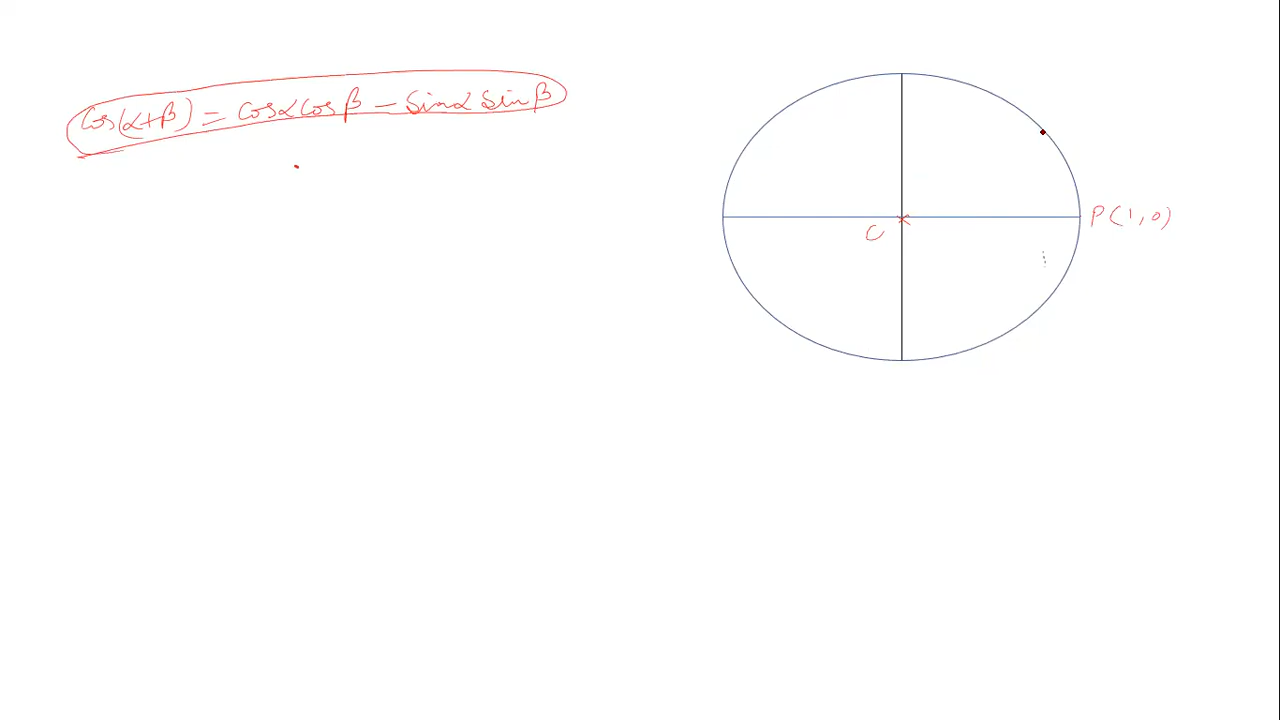 cos(α+β) = cosα cosβ - sinα sinβ
P(1,0)
O